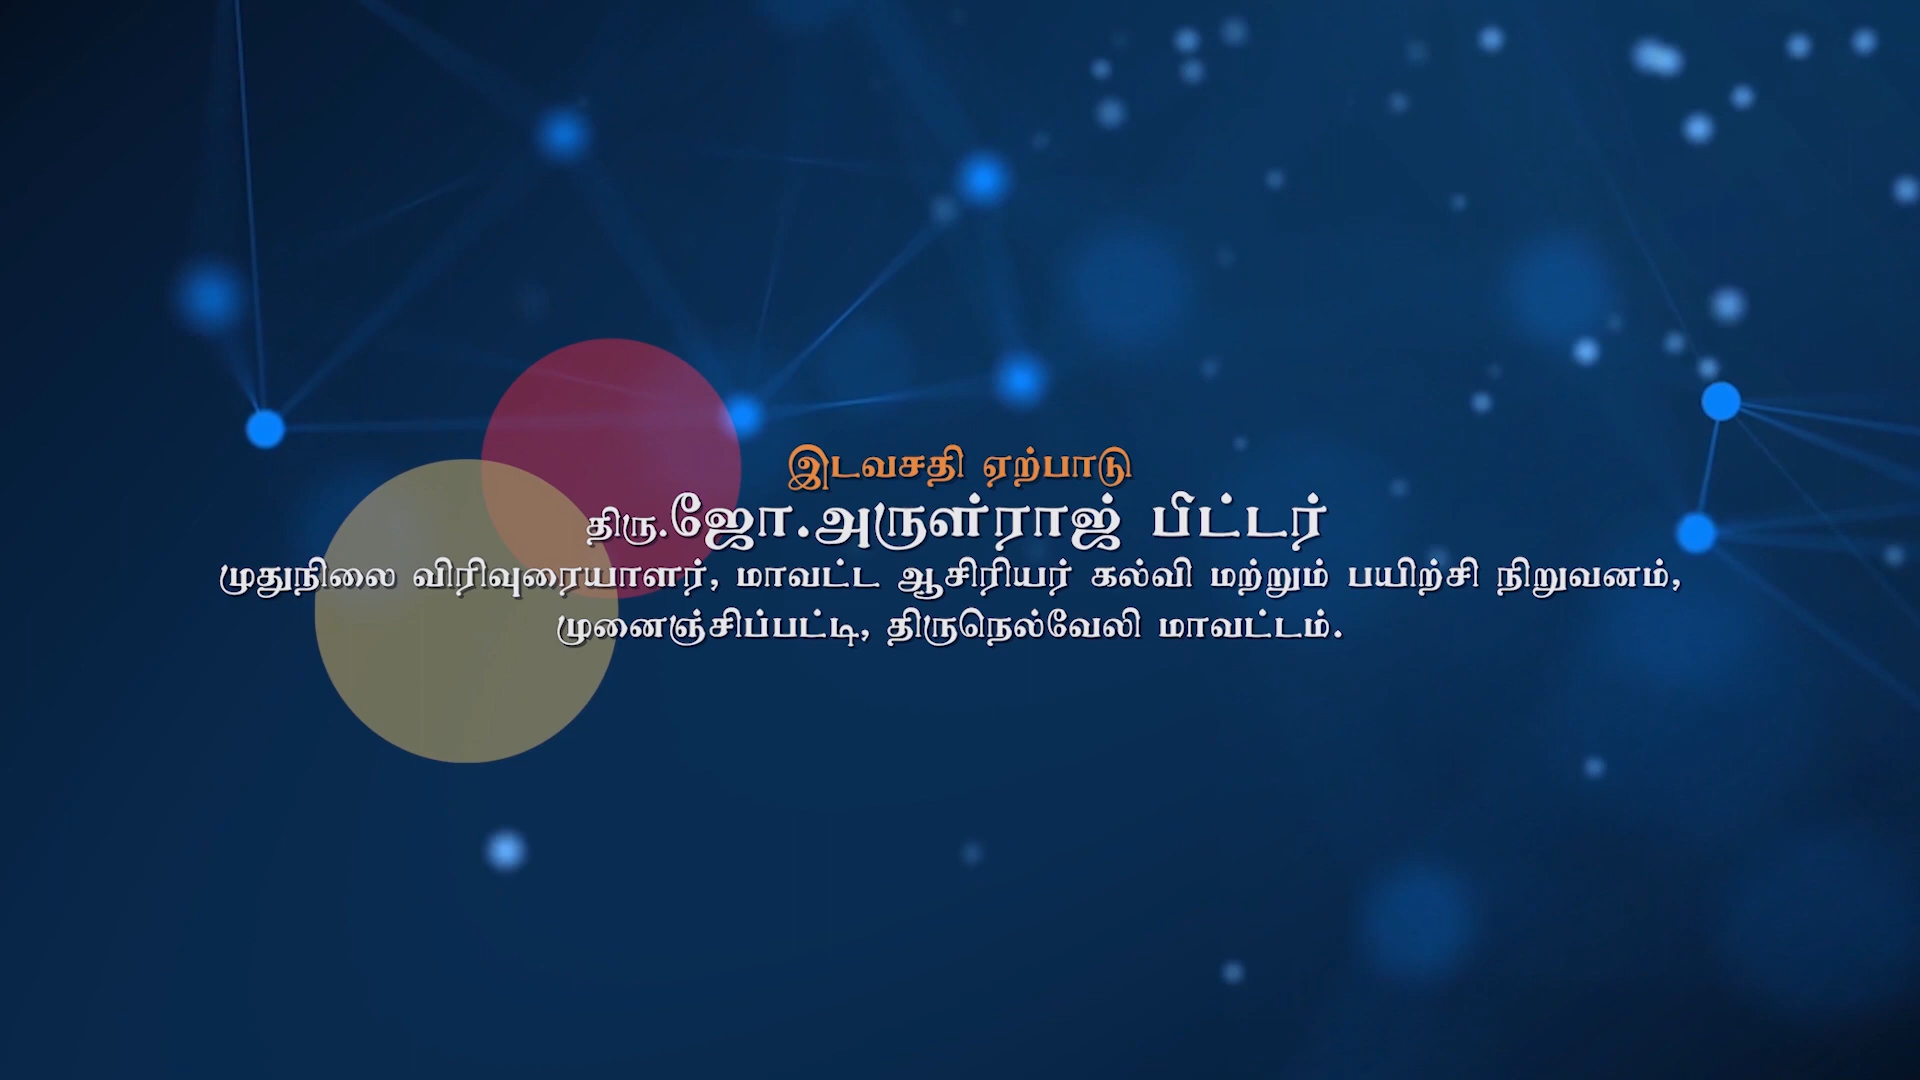 இடவசதி ஏற்பாடு
திரு.ஜோ.அருள்ராஜ் பிட்டர்
முதுநிலை விரிவுரையாளர், மாவட்ட ஆசிரியர் கல்வி மற்றும் பயிற்சி நிறுவனம்,
முனைஞ்சிப்பட்டி, திருநெல்வேலி மாவட்டம்.